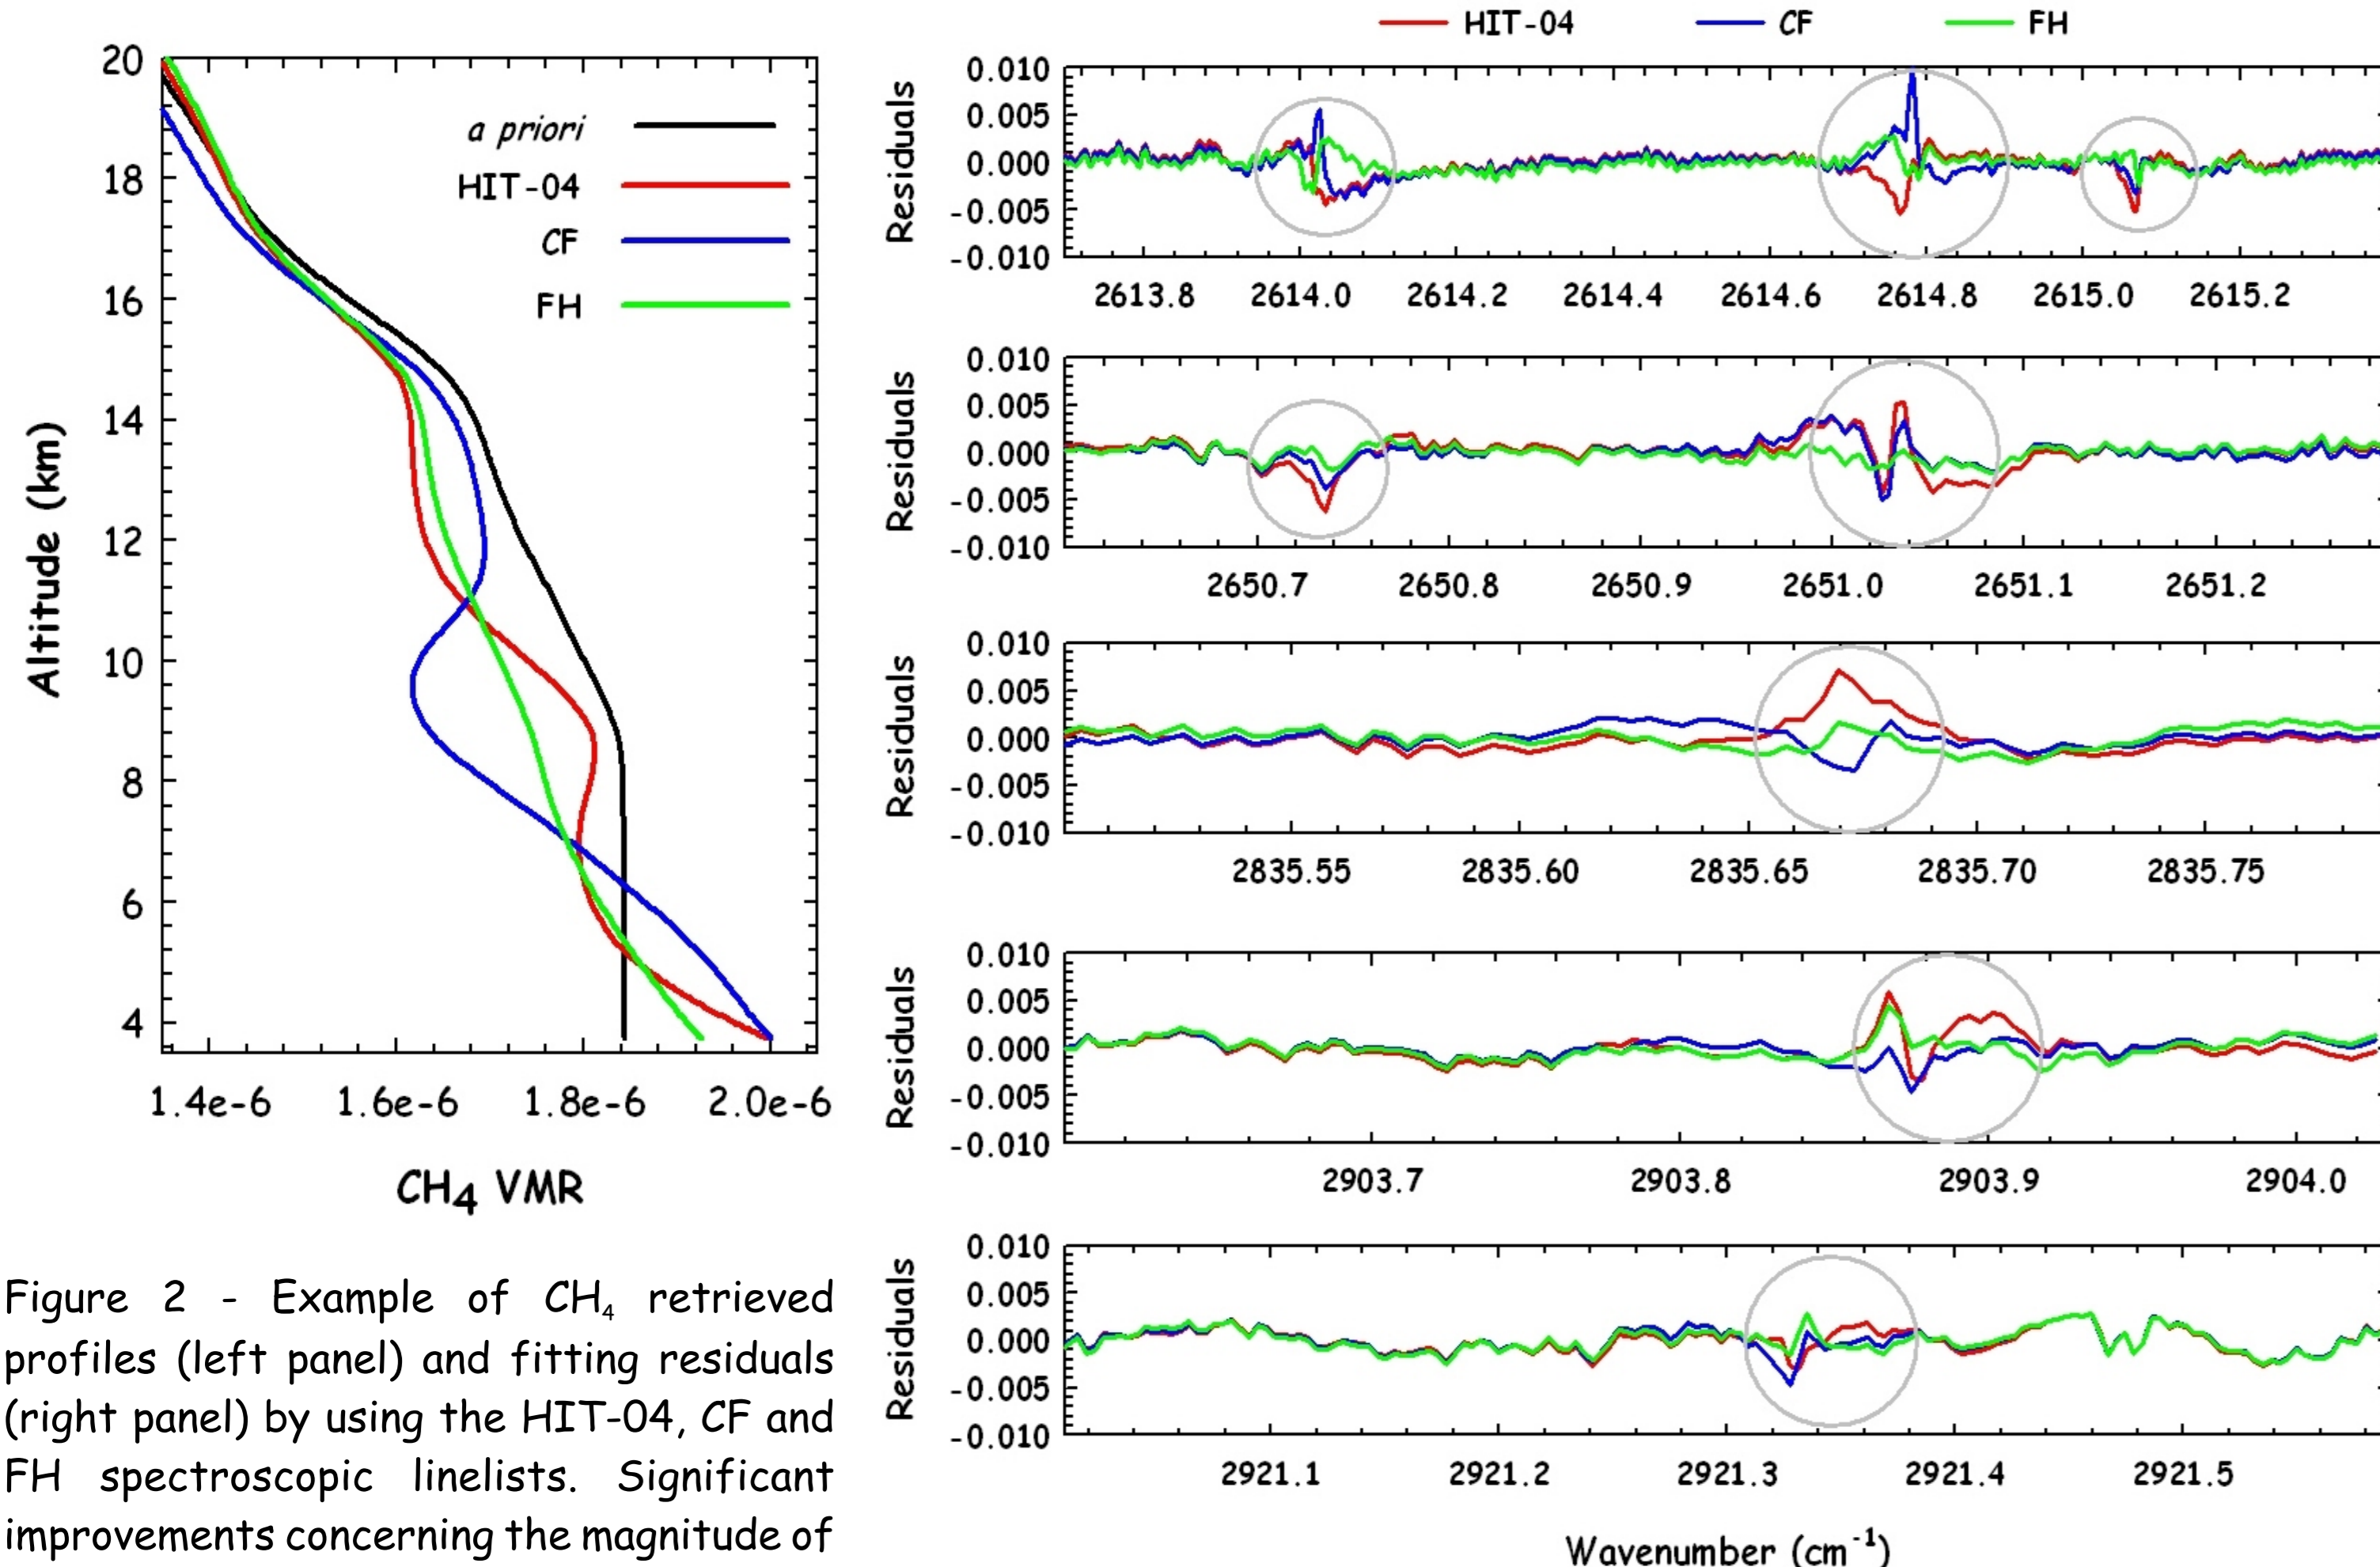 20
18
16
14
12
10
8
6
4
Altitude (km)
a priori
HIT-04
CF
FH
1.4e-6 1.6e-6 1.8e-6 2.0e-6
CH4 VMR
HIT-04 CF FH
Residuals
0.010
0.005
0.000
-0.005
-0.010
2613.8 2614.0 2614.2 2614.4 2614.6 2614.8 2615.0 2615.2
Residuals
0.010
0.005
0.000
-0.005
-0.010
2650.7 2650.8 2650.9 2651.0 2651.1 2651.2
Residuals
0.010
0.005
0.000
-0.005
-0.010
2835.55 2835.60 2835.65 2835.70 2835.75
Residuals
0.010
0.005
0.000
-0.005
-0.010
2903.7 2903.8 2903.9 2904.0
Residuals
0.010
0.005
0.000
-0.005
-0.010
2921.1 2921.2 2921.3 2921.4 2921.5
Wavenumber (cm-1)
Figure 2 - Example of CH4 retrieved
profiles (left panel) and fitting residuals
(right panel) by using the HIT-04, CF and
FH spectroscopic linelists. Significant
improvements concerning the magnitude of